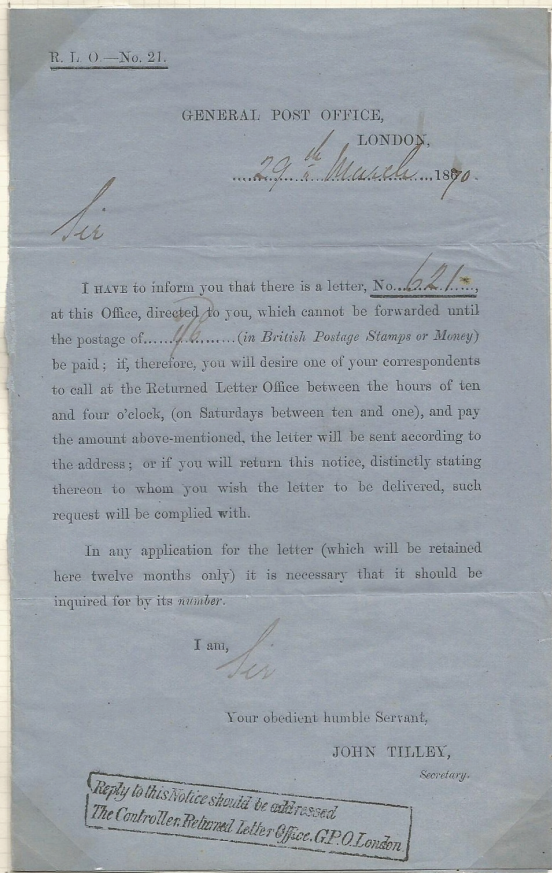 R. L. O.—No. 21.
GENERAL POST OFFICE,
LONDON,
29th March 1870.
Sir
I HAVE to inform you that there is a letter, No. 621,
at this Office, directed to you, which cannot be forwarded until
the postage of............(in British Postage Stamps or Money)
be paid; if, therefore, you will desire one of your correspondents
to call at the Returned Letter Office between the hours of ten
and four o'clock, (on Saturdays between ten and one), and pay
the amount above-mentioned, the letter will be sent according to
the address; or if you will return this notice, distinctly stating
thereon to whom you wish the letter to be delivered, such
request will be complied with.
In any application for the letter (which will be retained
here twelve months only) it is necessary that it should be
inquired for by its number.
I am,
Sir
Your obedient humble Servant,
JOHN TILLEY,
Secretary.
Reply to this Notice should be addressed
The Controller. Returned Letter Office. G.P.O. London